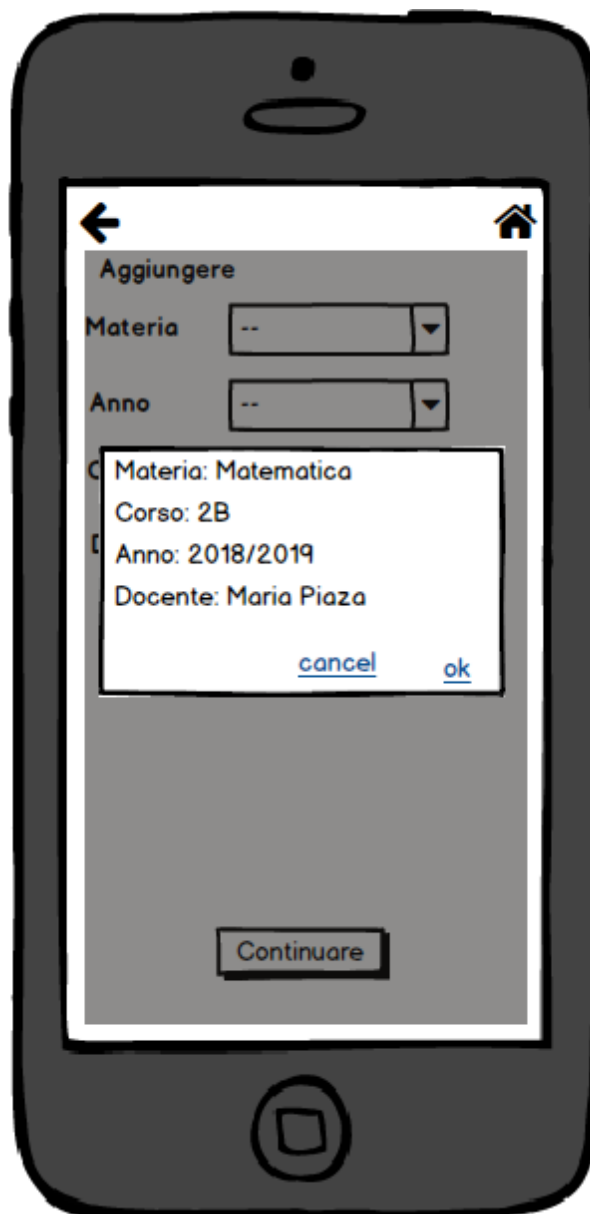 Aggiungere
Materia --
Anno --
Materia: Matematica
Corso: 2B
Anno: 2018/2019
Docente: Maria Piaza
cancel ok
Continuare